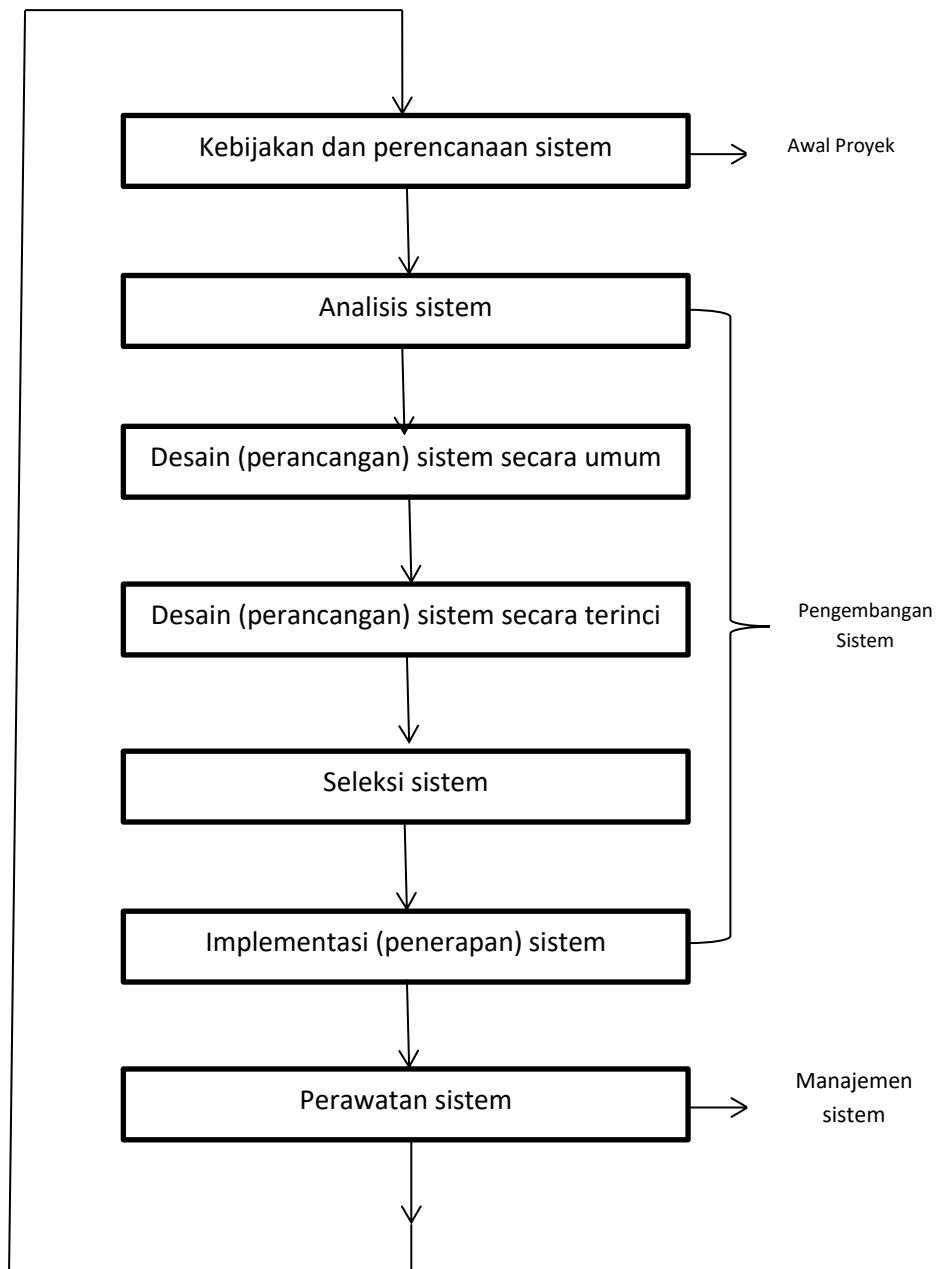 Kebijakan dan perencanaan sistem
Awal Proyek
Analisis sistem
Desain (perancangan) sistem secara umum
Desain (perancangan) sistem secara terinci
Pengembangan
Sistem
Seleksi sistem
Implementasi (penerapan) sistem
Perawatan sistem
Manajemen
sistem